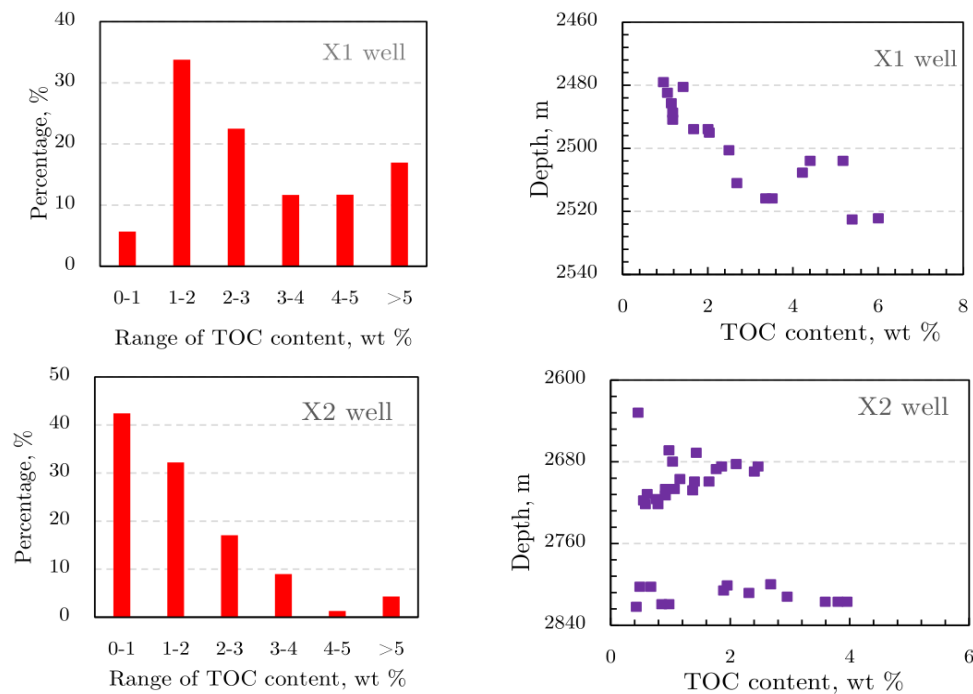 40
30
20
10
0
Percentage, %
X1 well
0-1 1-2 2-3 3-4 4-5 >5
Range of TOC content, wt %
2460
2480
2500
2520
2540
Depth, m
X1 well
0 2 4 6 8
TOC content, wt %
50
40
30
20
10
0
Percentage, %
X2 well
0-1 1-2 2-3 3-4 4-5 >5
Range of TOC content, wt %
2600
2680
2760
2840
Depth, m
X2 well
0 2 4 6
TOC content, wt %